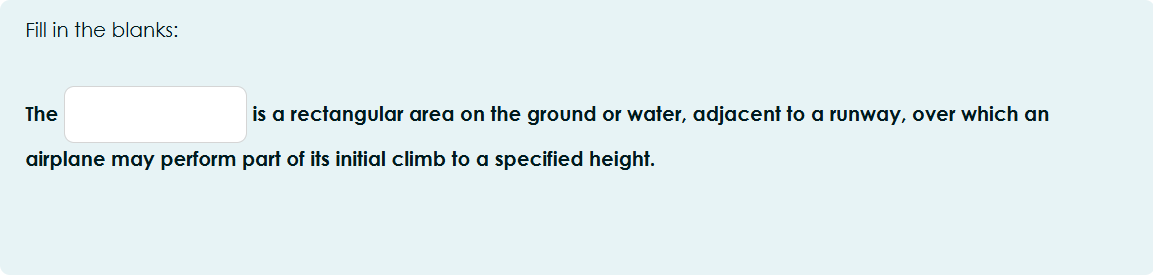 Fill in the blanks:
The is a rectangular area on the ground or water, adjacent to a runway, over which an
airplane may perform part of its initial climb to a specified height.